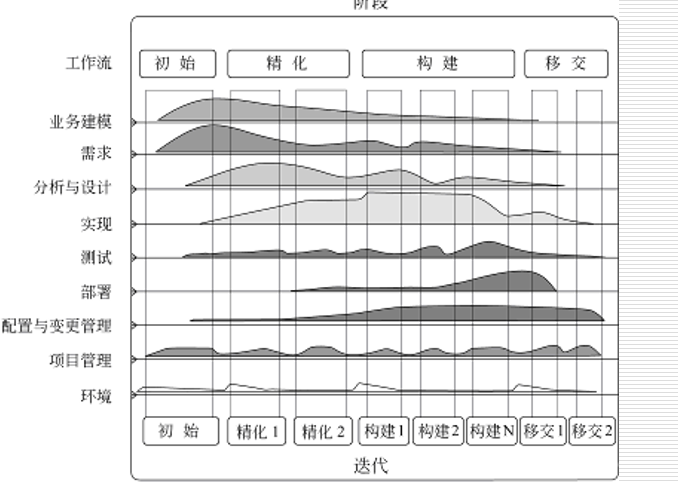 阶段
工作流 初始 精化 构建 移交
业务建模
需求
分析与设计
实现
测试
部署
配置与变更管理
项目管理
环境
初始 精化1 精化2 构建1 构建2 构建N 移交1 移交2
迭代